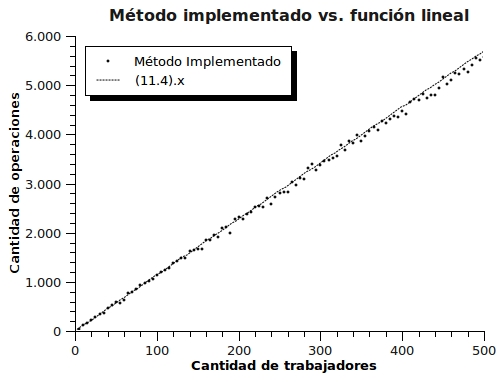 Método implementado vs. función lineal
Método Implementado
(11.4).x
Cantidad de operaciones
6.000
5.000
4.000
3.000
2.000
1.000
0
0 100 200 300 400 500
Cantidad de trabajadores